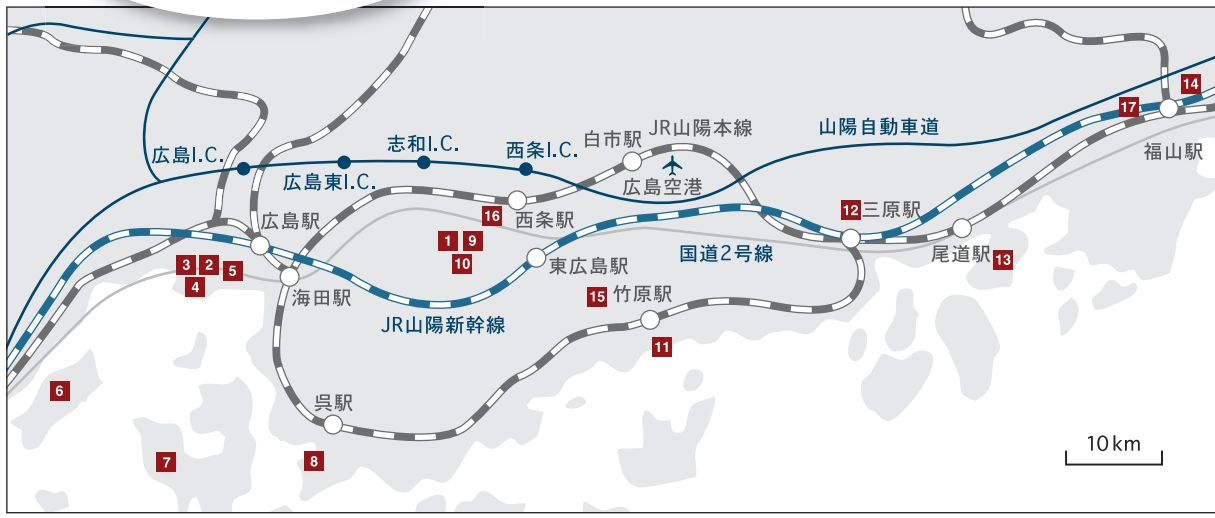 14
17
志和I.C.
JR山陽本線
山陽自動車道
白市駅
西条I.C.
広島I.C.
広島東I.C.
福山駅
広島空港
16
西条駅
12
三原駅
広島駅
1
9
国道2号線
尾道駅
13
3
2
5
10
東広島駅
4
海田駅
15
竹原駅
JR山陽新幹線
11
6
呉駅
10km
7
8